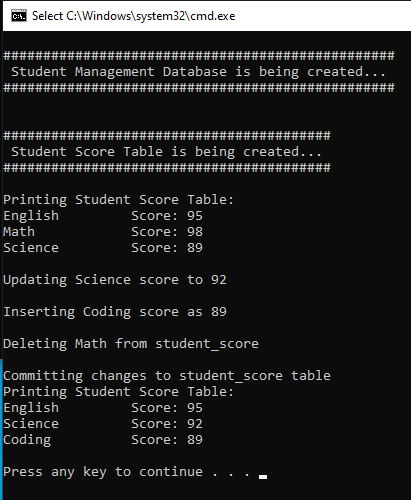 Select C:\Windows\system32\cmd.exe
#################################################
Student Management Database is being created...
#################################################
#########################################
Student Score Table is being created...
#########################################
Printing Student Score Table:
English Score: 95
Math Score: 98
Science Score: 89
Updating Science score to 92
Inserting Coding score as 89
Deleting Math from student_score
Committing changes to student_score table
Printing Student Score Table:
English Score: 95
Science Score: 92
Coding Score: 89
Press any key to continue . . .